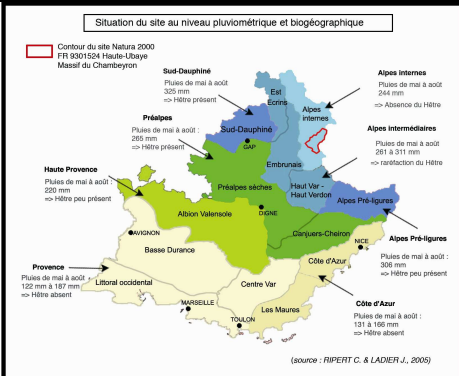 Situation du site au niveau pluviométrique et biogéographique
Contour du site Natura 2000
FR 9301524 Haute-Ubaye
Massif du Chambeyron
Sud-Dauphiné
Pluies de mai à août
325 mm
=> Hêtre présent
Préalpes
Pluies de mai à août :
265 mm
=> Hêtre présent
Haute Provence
Pluies de mai à août :
220 mm
=> Hêtre peu présent
Provence
Pluies de mai à août :
122 mm à 187 mm
=> Hêtre absent
Alpes internes
Pluies de mai à août
244 mm
=> Absence du Hêtre
Alpes intermédiaires
Pluies de mai à août
261 à 311 mm
=> raréfaction du Hêtre
Alpes Pré-ligures
Pluies de mai à août :
306 mm
=> Hêtre peu présent
Côte d'Azur
Pluies de mai à août :
131 à 166 mm
=> Hêtre absent
Est
Ecrins
Alpes
internes
Sud-Dauphiné
GAP
Embrunais
Préalpes sèches
Haut Var -
Haut Verdon
Alpes Pré-ligures
Albion Valensole
DIGNE
Canjuers-Cheiron
NICE
AVIGNON
Basse Durance
Côte d'Azur
Littoral occidental
Centre Var
MARSEILLE
Les Maures
TOULON
(source : RIPERT C. & LADIER J., 2005)